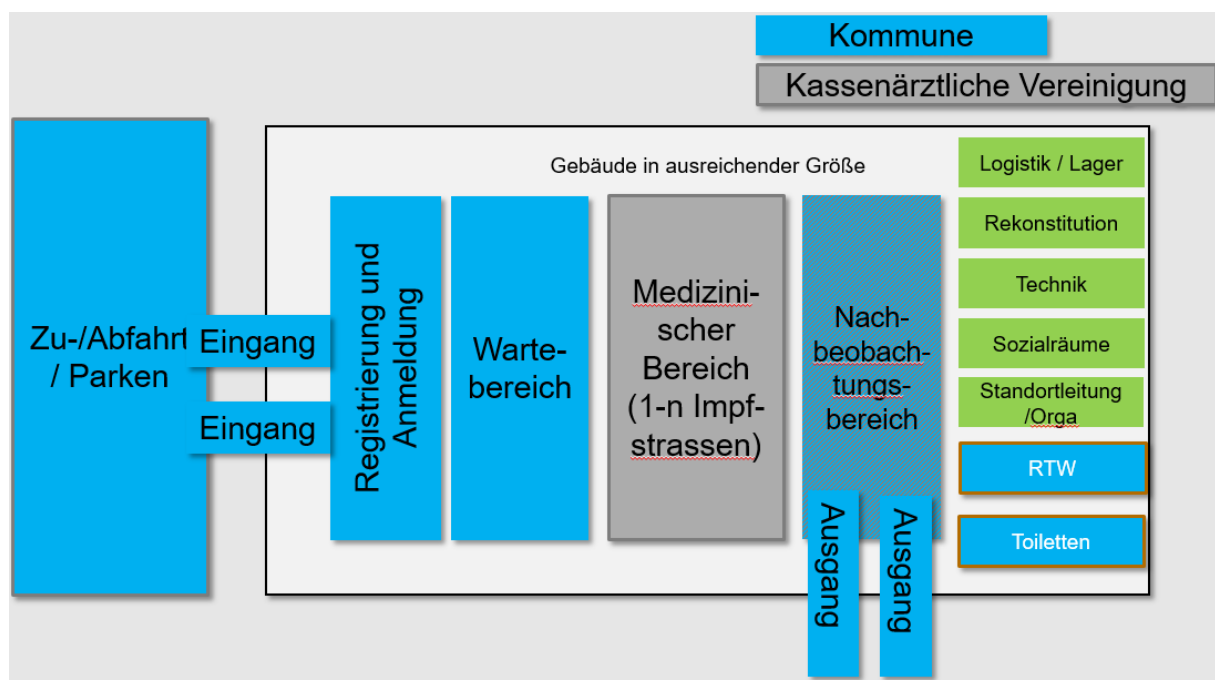 Kommune
Kassenärztliche Vereinigung
Gebäude in ausreichender Größe
Zu-/Abfahrt
/ Parken
Eingang
Eingang
Registrierung und
Anmeldung
Warte-
bereich
Medizini-
scher
Bereich
(1-n Impf-
strassen)
Nach-
beobach-
tungs-
bereich
Ausgang
Ausgang
Logistik / Lager
Rekonstitution
Technik
Sozialräume
Standortleitung
/Orga
RTW
Toiletten